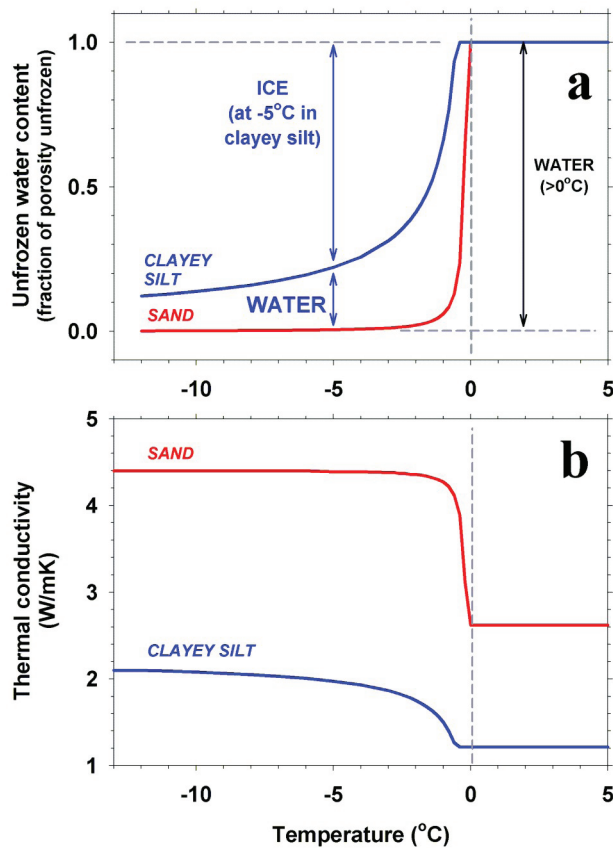 Unfrozen water content
(fraction of porosity unfrozen)
1.0
0.5
0.0
a
ICE
(at -5°C in
clayey silt)
WATER
(>0°C)
CLAYEY
SILT
WATER
SAND
-10
-5
0
5
Thermal conductivity
(W/mK)
5
4
3
2
1
b
SAND
CLAYEY SILT
-10
-5
0
5
Temperature (°C)